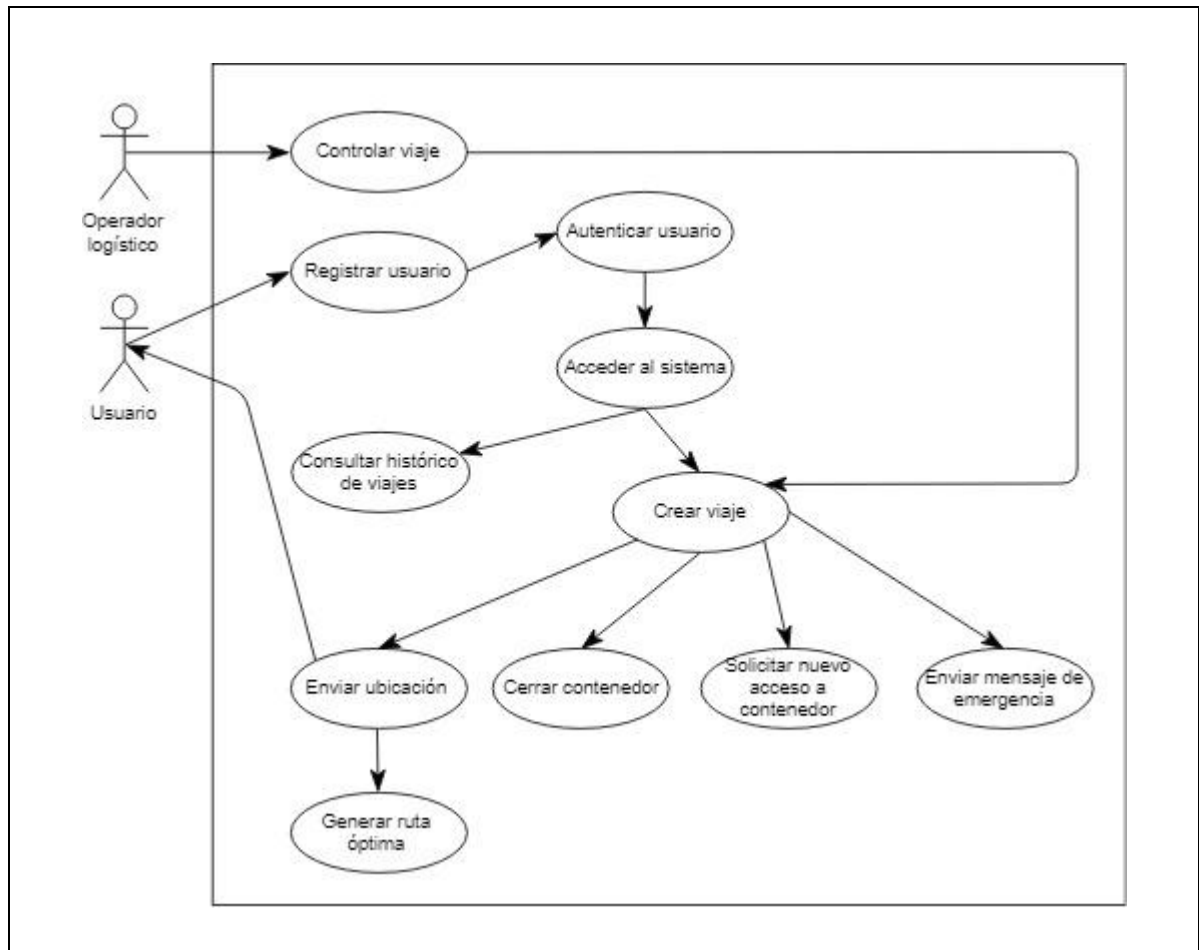 Controlar viaje
Operador
logístico
Autenticar usuario
Registrar usuario
Usuario
Acceder al sistema
Consultar histórico
de viajes
Crear viaje
Enviar ubicación
Cerrar contenedor
Solicitar nuevo
acceso a
contenedor
Enviar mensaje de
emergencia
Generar ruta
óptima